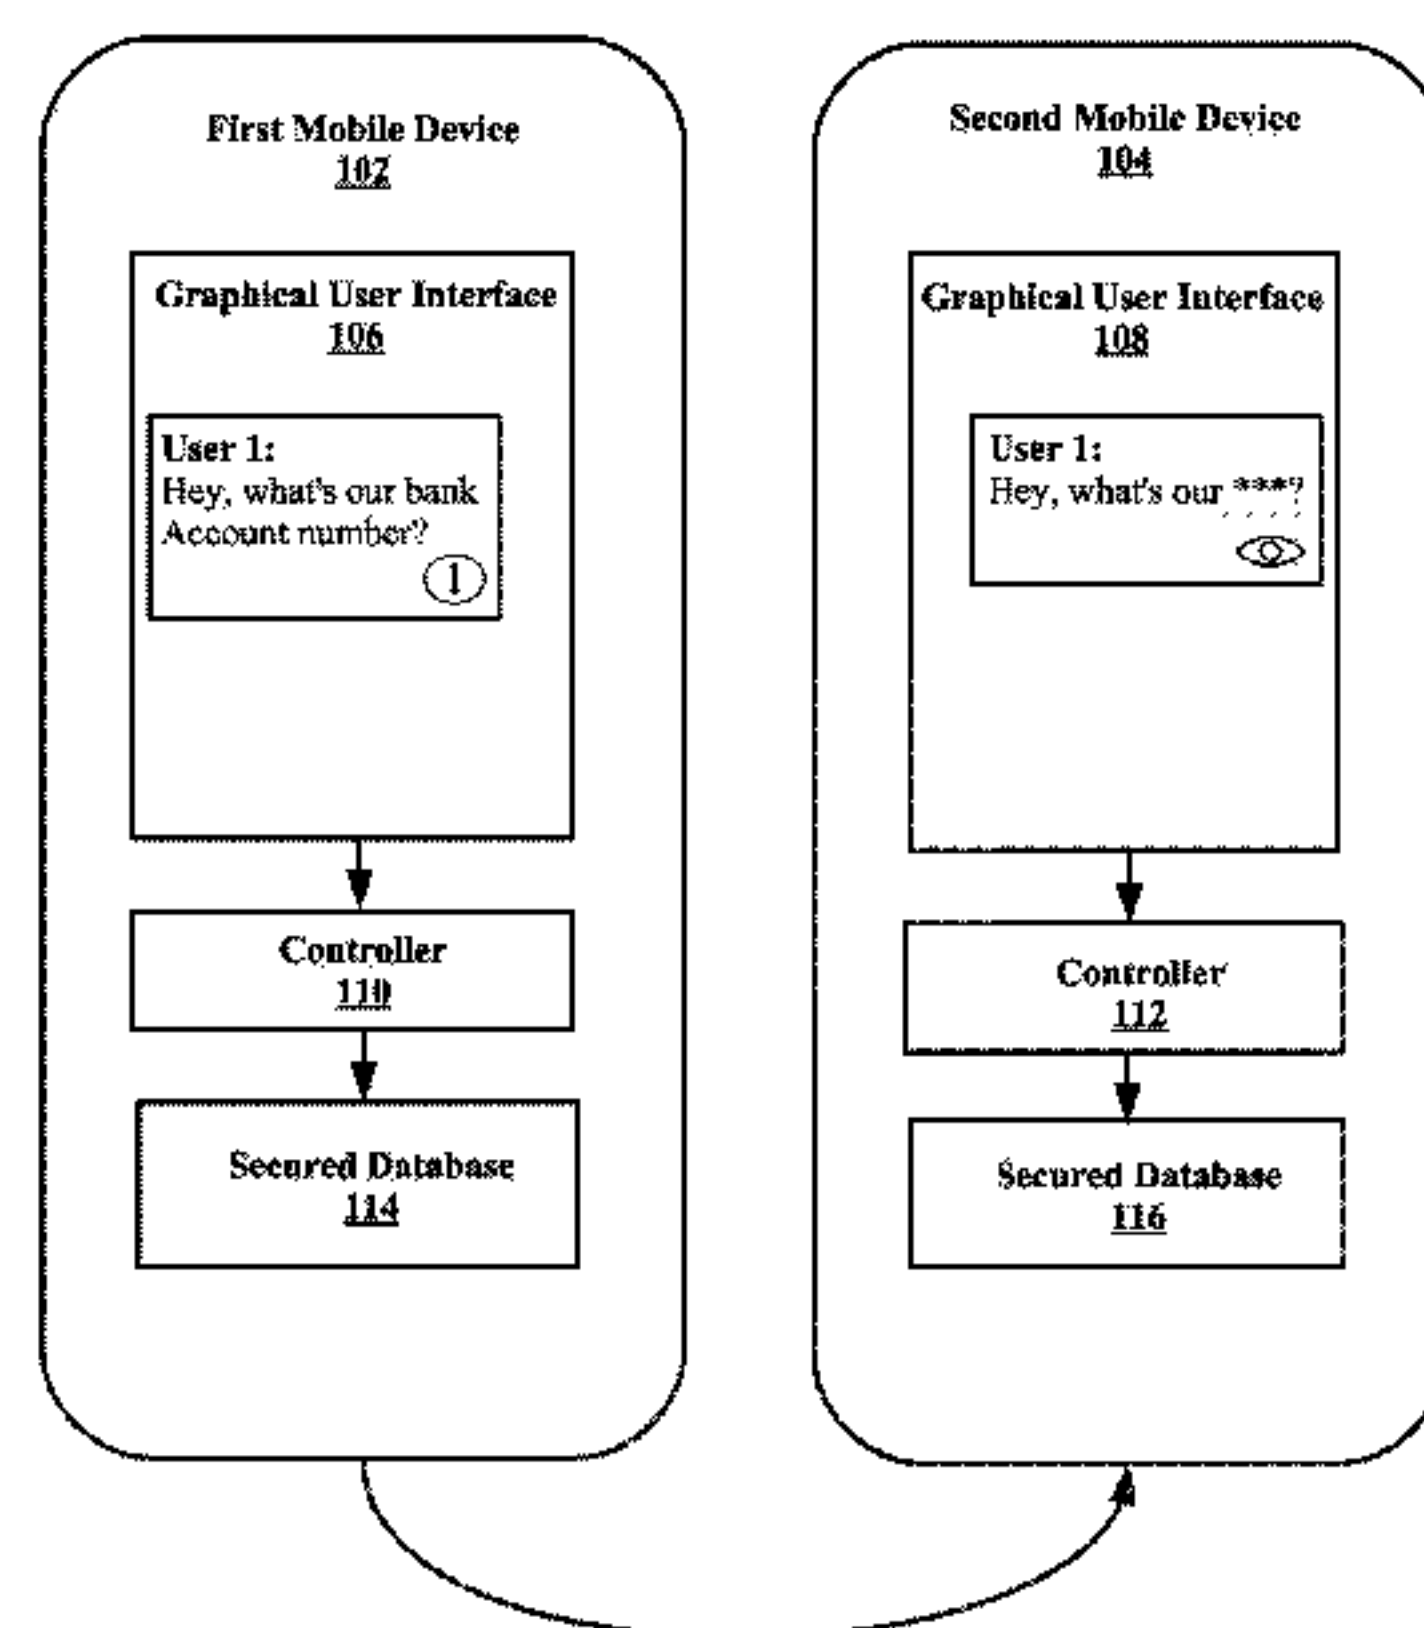 First Mobile Device
102
Graphical User Interface
106
User 1:
Hey, what's our bank
Account number?
1
Controller
110
Secured Database
114
Second Mobile Device
104
Graphical User Interface
108
User 1:
Hey, what's our ***?
Controller
112
Secured Database
116